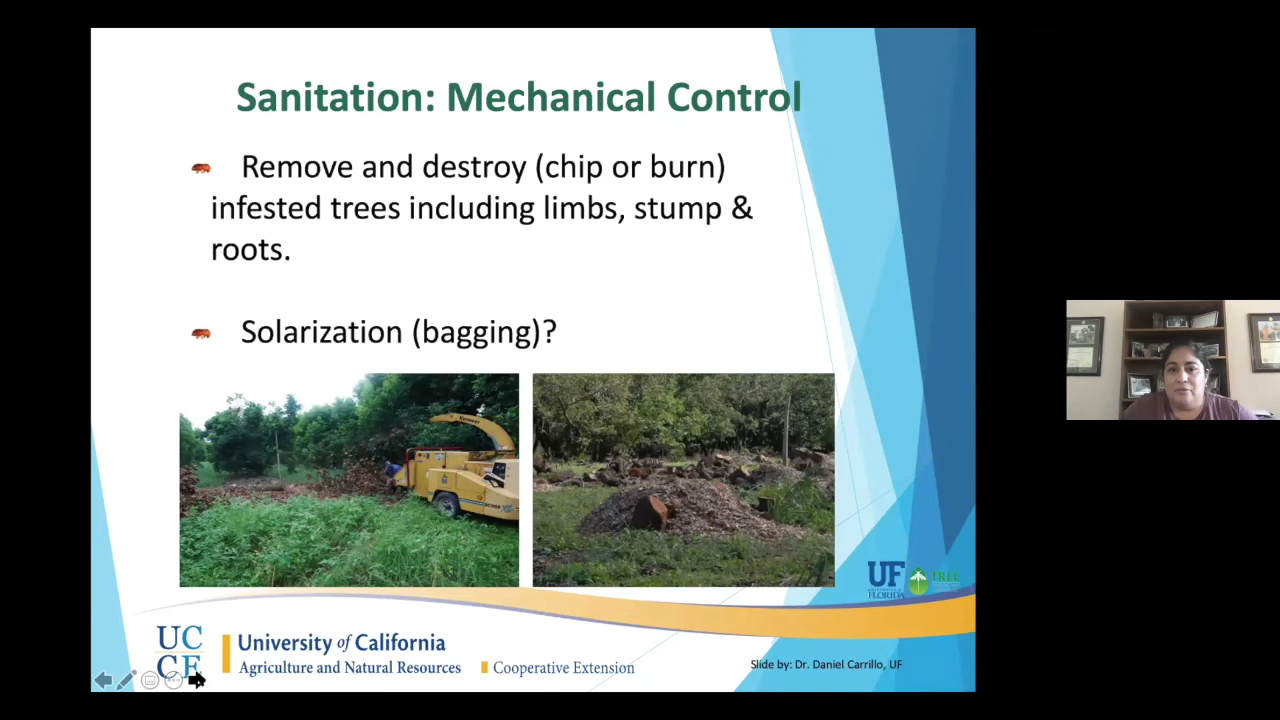 Sanitation: Mechanical Control
Remove and destroy (chip or burn)
infested trees including limbs, stump &
roots.
Solarization (bagging)?
UF
FLORIDA
TREC
UC
CE
University of California
Agriculture and Natural Resources
Cooperative Extension
Slide by: Dr. Daniel Carrillo, UF